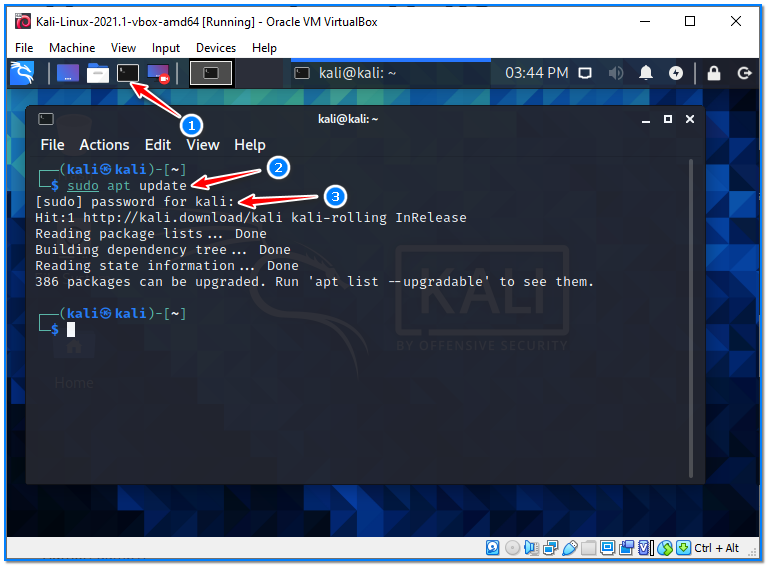 Kali-Linux-2021.1-vbox-amd64 [Running] - Oracle VM VirtualBox
File Machine View Input Devices Help
kali@kali: ~ 03:44 PM
1
kali@kali: ~
File Actions Edit View Help
2
┌──(kali㉿kali)-[~]
└─$ sudo apt update
3
[sudo] password for kali:
Hit:1 http://kali.download/kali kali-rolling InRelease
Reading package lists... Done
Building dependency tree... Done
Reading state information... Done
386 packages can be upgraded. Run 'apt list --upgradable' to see them.
┌──(kali㉿kali)-[~]
└─$
KALI
BY OFFENSIVE SECURITY
Home
Ctrl + Alt